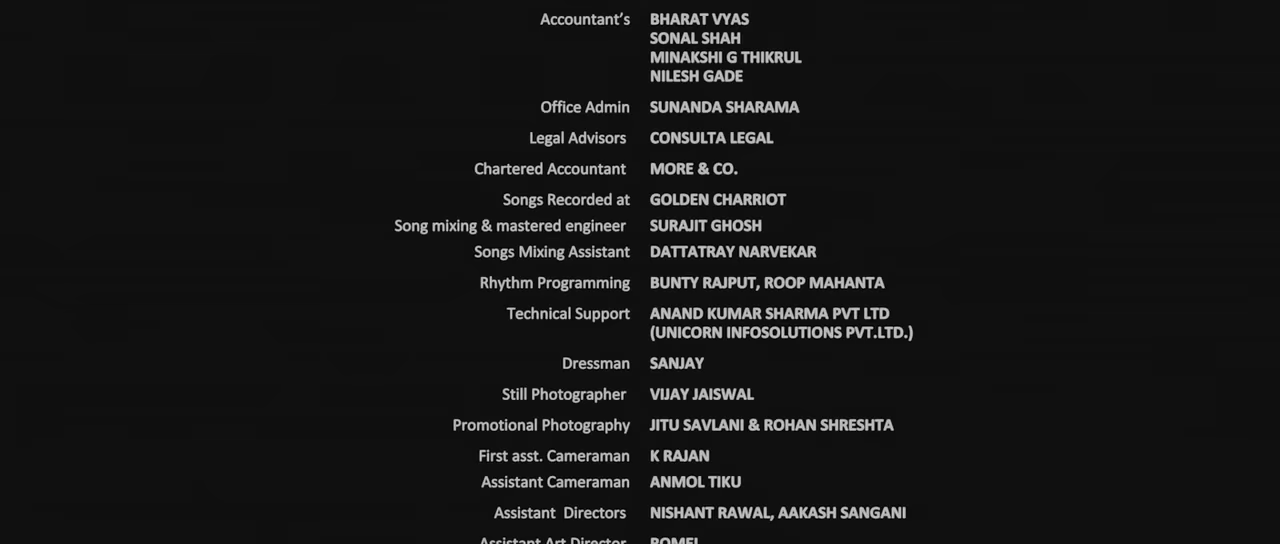 Accountant's BHARAT VYAS
SONAL SHAH
MINAKSHI G THIKRUL
NILESH GADE
Office Admin SUNANDA SHARAMA
Legal Advisors CONSULTA LEGAL
Chartered Accountant MORE & CO.
Songs Recorded at GOLDEN CHARRIOT
Song mixing & mastered engineer SURAJIT GHOSH
Songs Mixing Assistant DATTATRAY NARVEKAR
Rhythm Programming BUNTY RAJPUT, ROOP MAHANTA
Technical Support ANAND KUMAR SHARMA PVT LTD
(UNICORN INFOSOLUTIONS PVT.LTD.)
Dressman SANJAY
Still Photographer VIJAY JAISWAL
Promotional Photography JITU SAVLANI & ROHAN SHRESHTA
First asst. Cameraman K RAJAN
Assistant Cameraman ANMOL TIKU
Assistant Directors NISHANT RAWAL, AAKASH SANGANI
Assistant Art Director